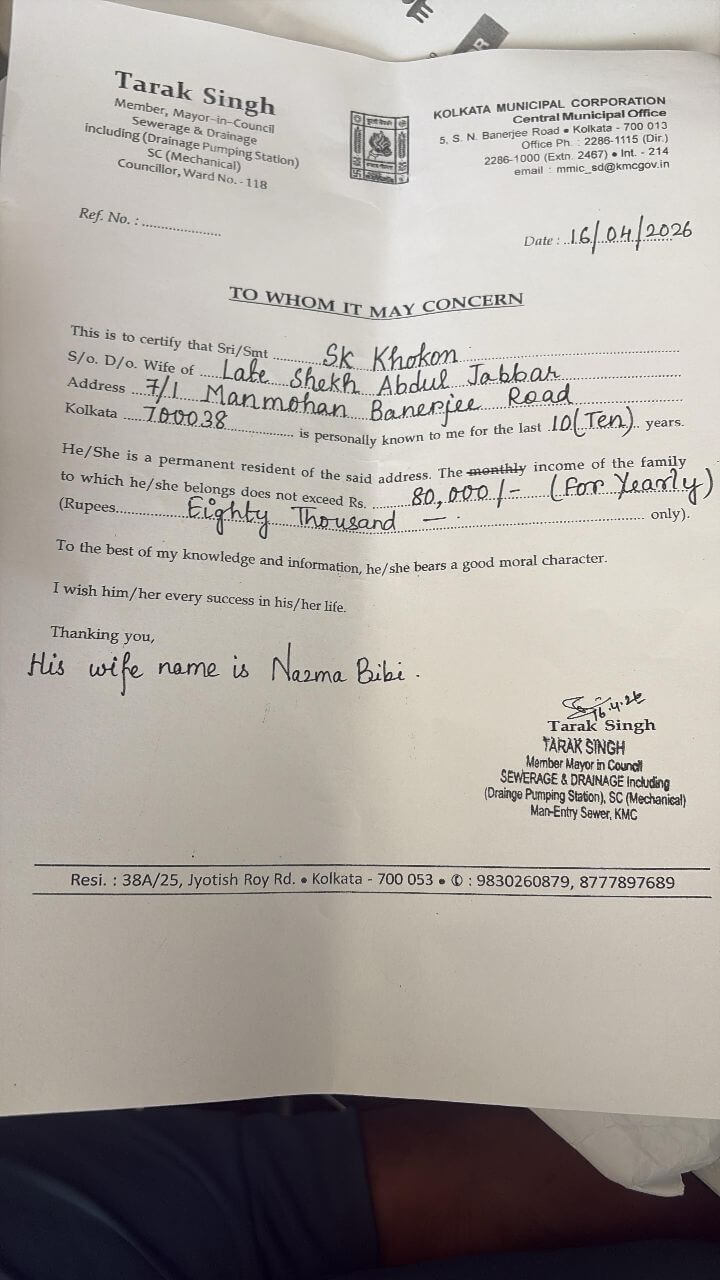 Tarak Singh
Member, Mayor-in-Council
Sewerage & Drainage
including (Drainage Pumping Station)
SC (Mechanical)
Councillor, Ward No. - 118
KOLKATA MUNICIPAL CORPORATION
Central Municipal Office
5, S. N. Banerjee Road • Kolkata - 700 013
Office Ph. : 2286-1115 (Dir.)
2286-1000 (Extn. 2467) • Int. - 214
email : mmic_sd@kmcgov.in
Ref. No. : ....................
Date : 16/04/2026
TO WHOM IT MAY CONCERN
This is to certify that Sri/Smt Sk Khokon
S/o. D/o. Wife of Late Shekh Abdul Jabbar
Address 7/1 Manmohan Banerjee Road
Kolkata 700038 is personally known to me for the last 10 (Ten) years.
He/She is a permanent resident of the said address. The monthly income of the family
to which he/she belongs does not exceed Rs. 80,000/- (For Yearly)
(Rupees Eighty Thousand — only).
To the best of my knowledge and information, he/she bears a good moral character.
I wish him/her every success in his/her life.
Thanking you,
His wife name is Nazma Bibi.
16.4.26
Tarak Singh
TARAK SINGH
Member Mayor in Council
SEWERAGE & DRAINAGE Including
(Drainge Pumping Station), SC (Mechanical)
Man-Entry Sewer, KMC
Resi. : 38A/25, Jyotish Roy Rd. • Kolkata - 700 053 • ✆ : 9830260879, 8777897689